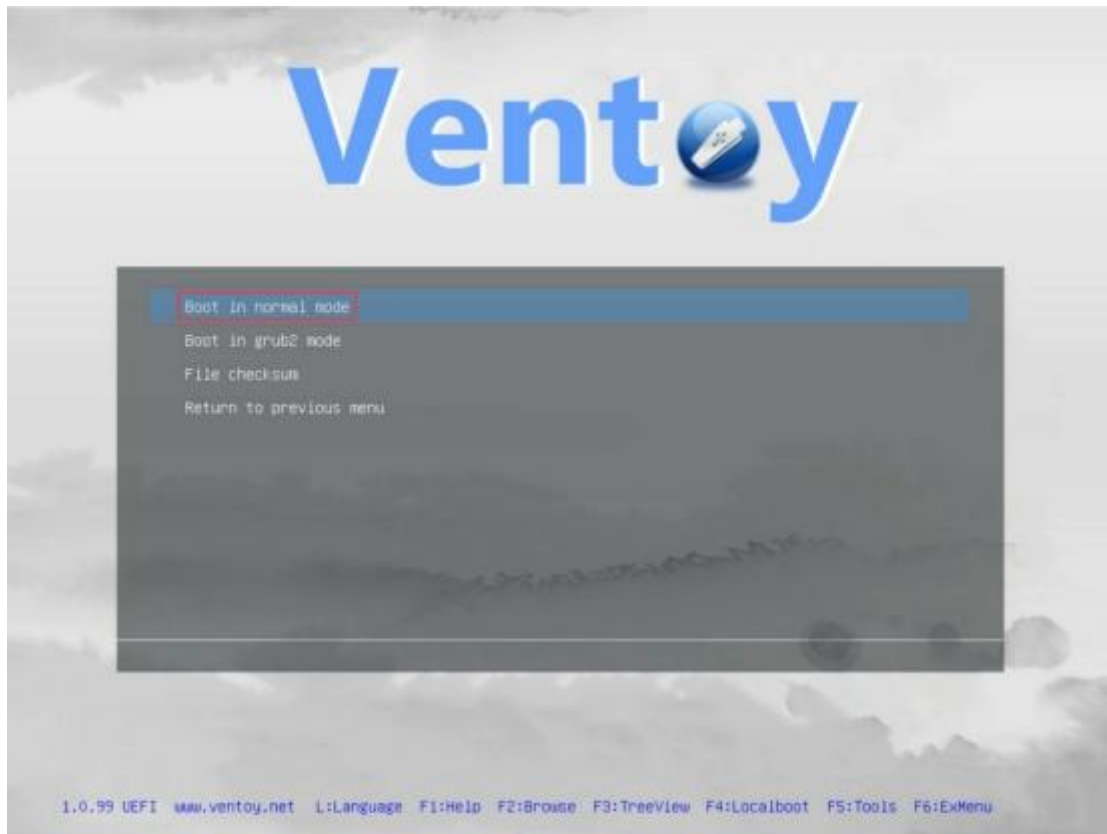 Ventoy
Boot in normal mode
Boot in grub2 mode
File checksum
Return to previous menu
1.0.99 UEFI www.ventoy.net L:Language F1:Help F2:Browse F3:TreeView F4:Localboot F5:Tools F6:ExMenu